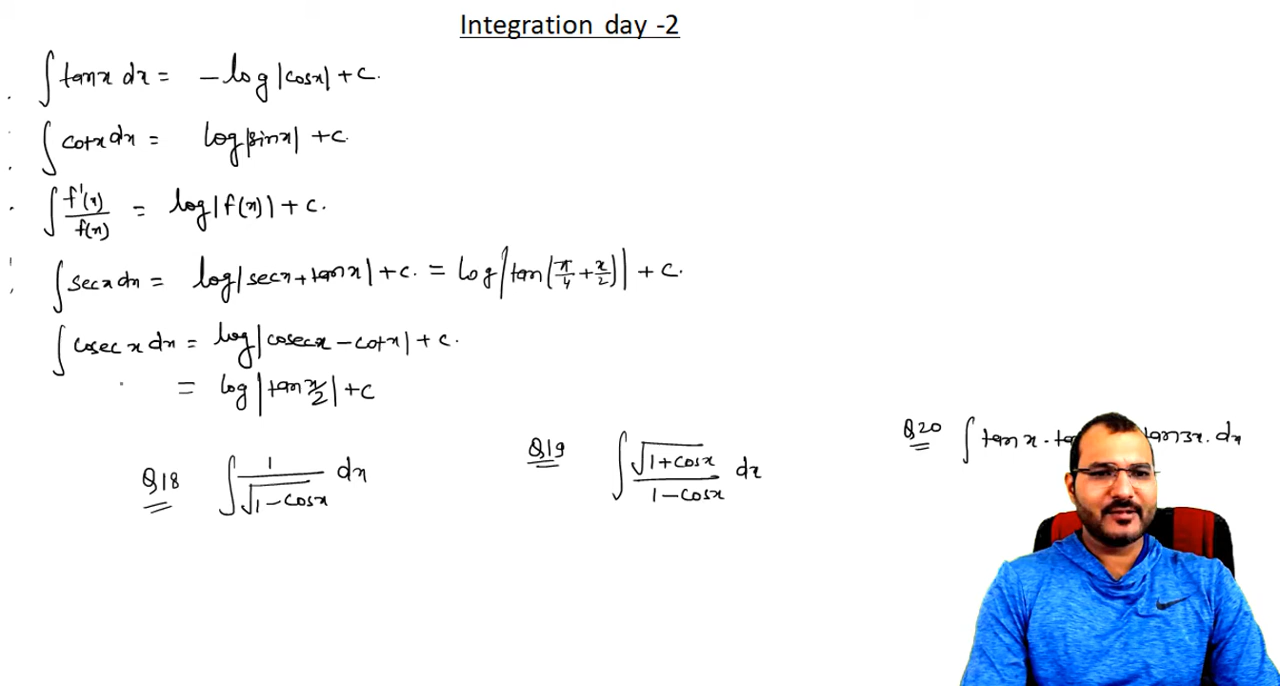 Integration day -2
∫tanx dx = -log|cosx| + c.
∫cotx dx = log|sinx| + c.
∫f'(x)/f(x) = log|f(x)| + c.
∫secx dx = log|secx + tanx| + c. = log|tan(π/4 + x/2)| + c.
∫cosec x dx = log|cosecx - cotx| + c.
= log|tan x/2| + c
Q18 ∫1/√(1-cosx) dx
Q19 ∫√(1+cosx)/(1-cosx) dx
Q20 ∫tanx · tan3x · dx